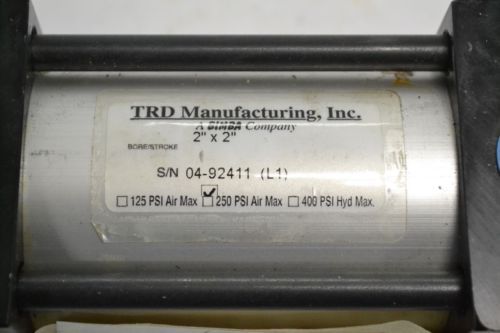 TRD Manufacturing, Inc.
A SIMBA Company
2" x 2"
BORE/STROKE
S/N 04-92411 (L1)
☐ 125 PSI Air Max ☑ 250 PSI Air Max ☐ 400 PSI Hyd Max.